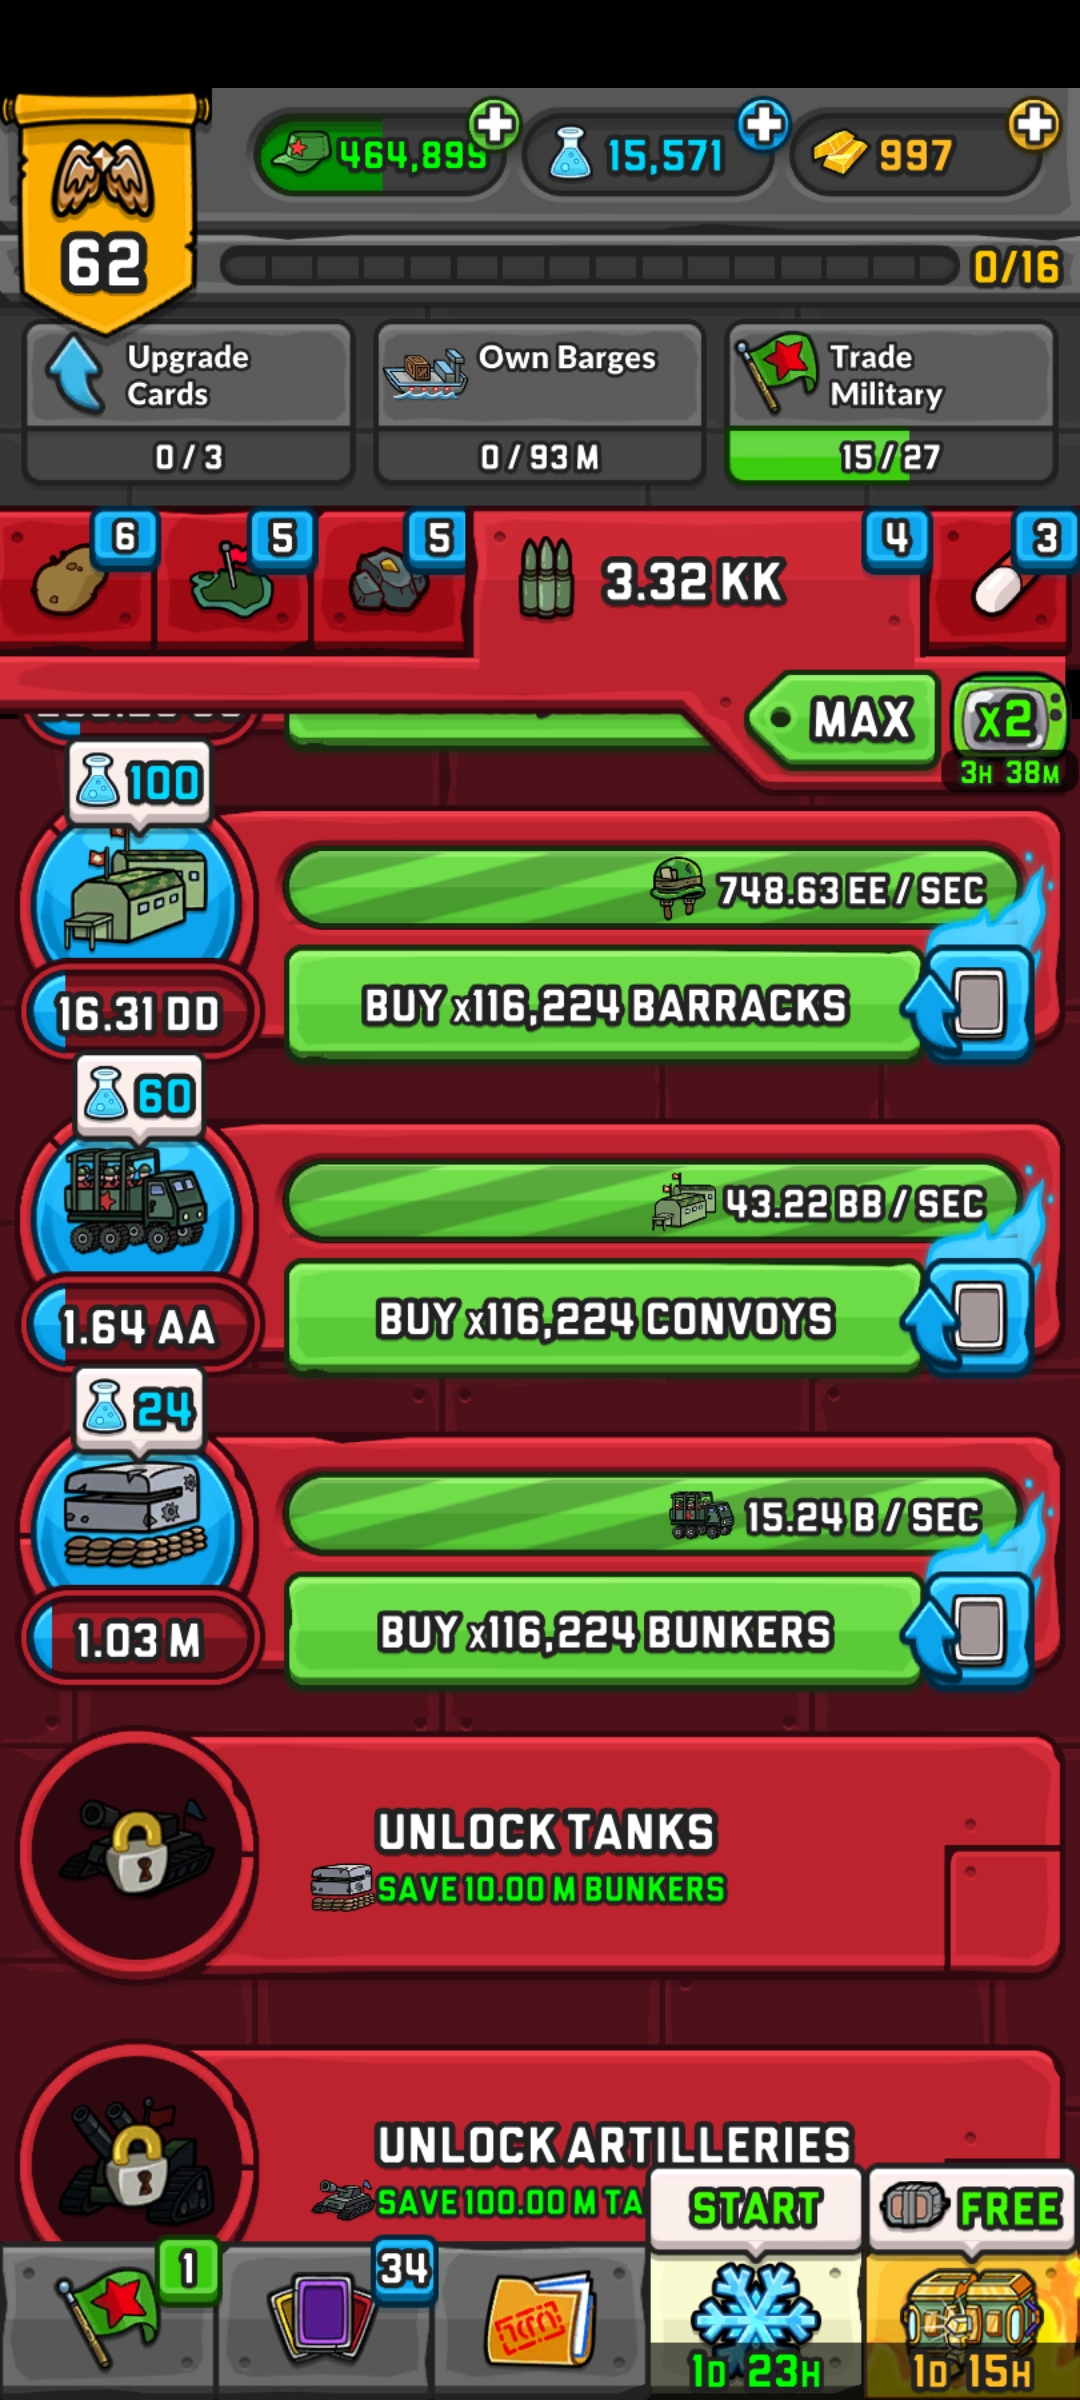 464,899
15,571
997
62
0/16
Upgrade
Cards
0 / 3
Own Barges
0 / 93 M
Trade
Military
15 / 27
6
5
5
3.32 KK
4
3
MAX
x2
3H 38M
100
748.63 EE / SEC
16.31 DD
BUY x116,224 BARRACKS
60
43.22 BB / SEC
1.64 AA
BUY x116,224 CONVOYS
24
15.24 B / SEC
1.03 M
BUY x116,224 BUNKERS
UNLOCK TANKS
SAVE 10.00 M BUNKERS
UNLOCK ARTILLERIES
SAVE 100.00 M TA
START
FREE
1
34
1D 23H
1D 15H